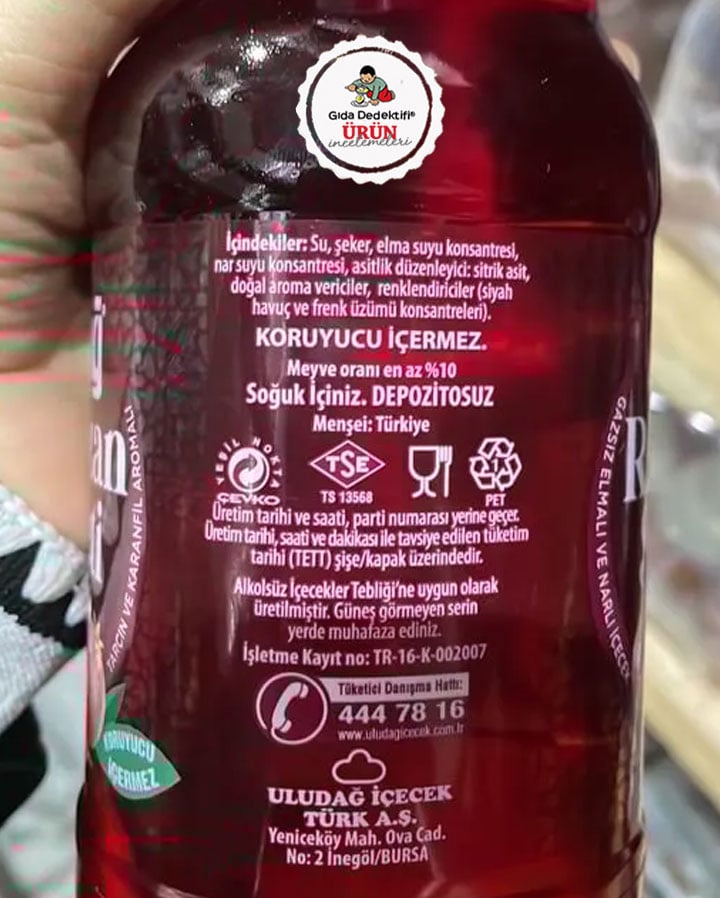 Gıda Dedektifi®
ÜRÜN
incelemeleri
İçindekiler: Su, şeker, elma suyu konsantresi,
nar suyu konsantresi, asitlik düzenleyici: sitrik asit,
doğal aroma vericiler, renklendiriciler (siyah
havuç ve frenk üzümü konsantreleri).
KORUYUCU İÇERMEZ.
Meyve oranı en az %10
Soğuk İçiniz. DEPOZİTOSUZ
Menşei: Türkiye
YEŞİL NOKTA
ÇEVKO
TSE
TS 13568
1
PET
Üretim tarihi ve saati, parti numarası yerine geçer.
Üretim tarihi, saati ve dakikası ile tavsiye edilen tüketim
tarihi (TETT) şişe/kapak üzerindedir.
Alkolsüz İçecekler Tebliği'ne uygun olarak
üretilmiştir. Güneş görmeyen serin
yerde muhafaza ediniz.
İşletme Kayıt no: TR-16-K-002007
Tüketici Danışma Hattı:
444 78 16
www.uludagicecek.com.tr
ULUDAĞ İÇECEK
TÜRK A.Ş.
Yeniceköy Mah. Ova Cad.
No: 2 İnegöl/BURSA
TARÇIN VE KARANFİL AROMALI
KORUYUCU
İÇERMEZ
GAZSIZ ELMALI VE NARLI İÇECEK